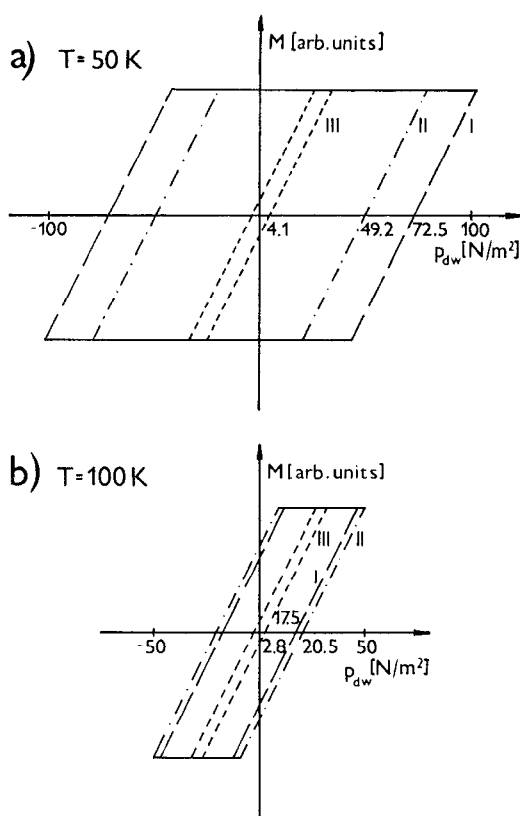 a) T= 50 K
M [arb. units]
III
II
I
-100
4.1
49.2
72.5
100
p_dw [N/m²]
b) T= 100 K
M [arb. units]
III
II
I
17.5
-50
2.8
20.5
50
p_dw [N/m²]